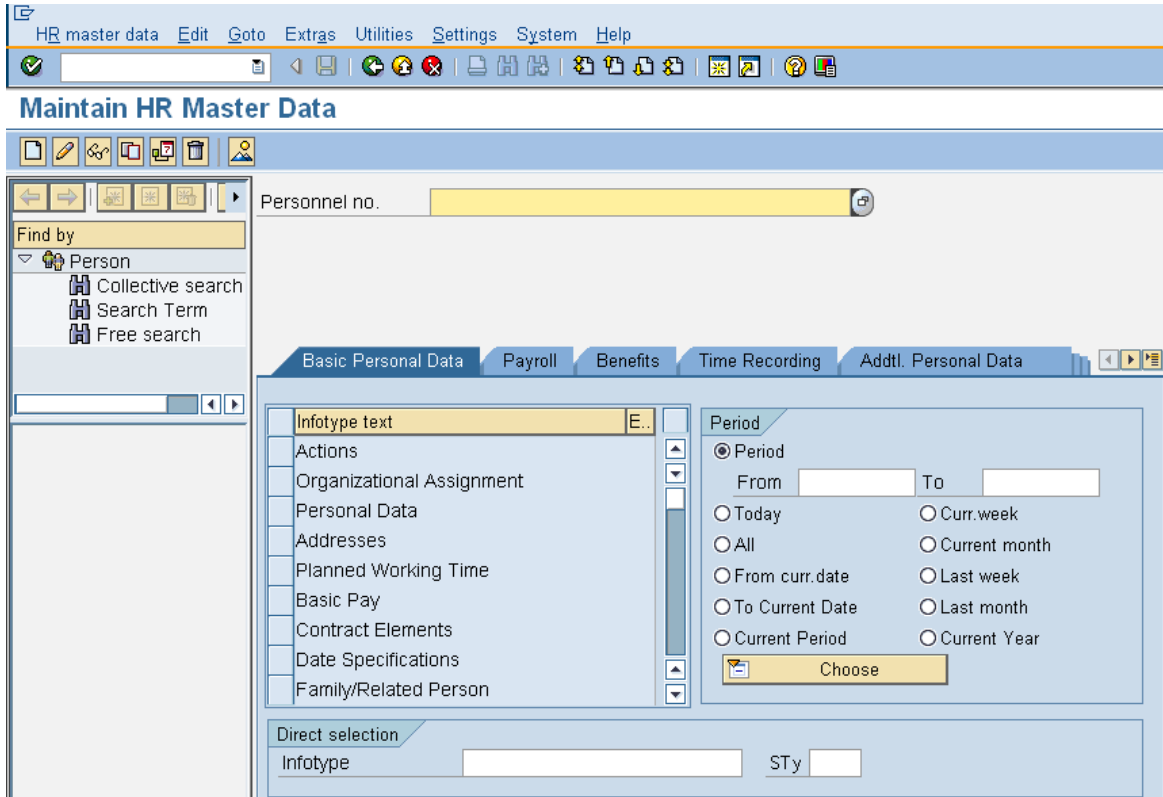 HR master data Edit Goto Extras Utilities Settings System Help
Maintain HR Master Data
Personnel no.
Find by
Person
Collective search
Search Term
Free search
Basic Personal Data Payroll Benefits Time Recording Addtl. Personal Data
Infotype text E..
Actions
Organizational Assignment
Personal Data
Addresses
Planned Working Time
Basic Pay
Contract Elements
Date Specifications
Family/Related Person
Period
Period
From To
Today Curr.week
All Current month
From curr.date Last week
To Current Date Last month
Current Period Current Year
Choose
Direct selection
Infotype STy